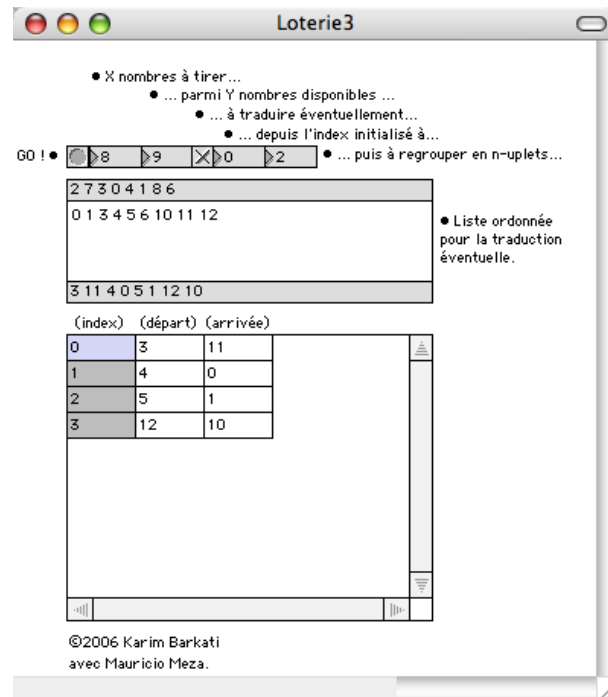 Loterie3
● X nombres à tirer...
● ... parmi Y nombres disponibles ...
● ... à traduire éventuellement...
● ... depuis l'index initialisé à...
GO ! ● 8 9 0 2 ● ... puis à regrouper en n-uplets...
2 7 3 0 4 1 8 6
0 1 3 4 5 6 10 11 12
● Liste ordonnée
pour la traduction
éventuelle.
3 11 4 0 5 1 12 10
(index) (départ) (arrivée)
0 3 11
1 4 0
2 5 1
3 12 10
©2006 Karim Barkati
avec Mauricio Meza.